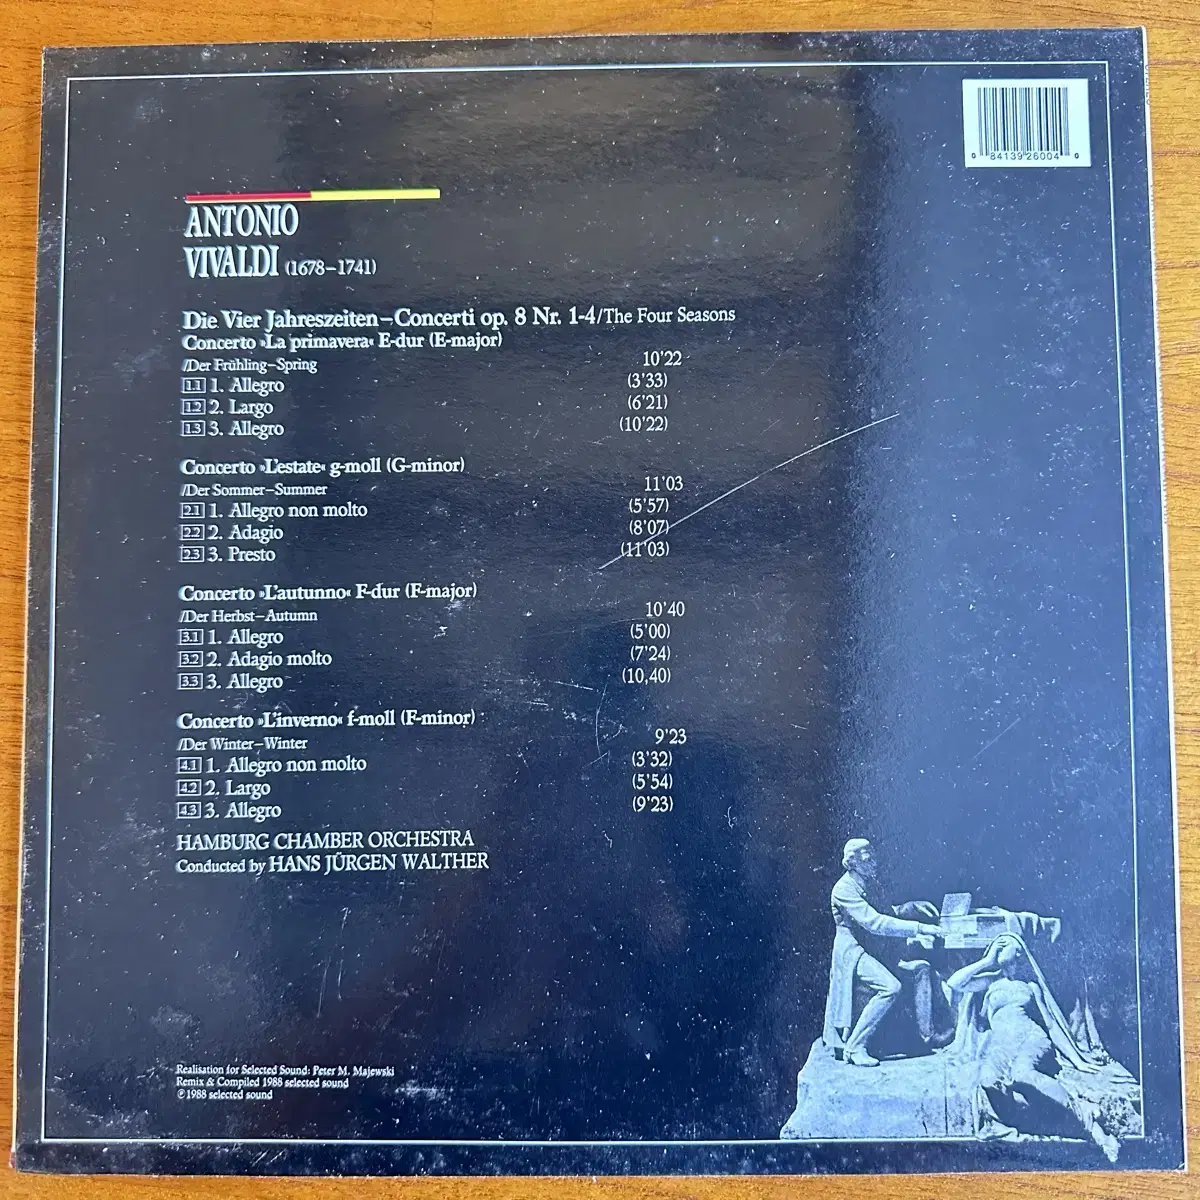 0 84139 26004 0
ANTONIO
VIVALDI (1678–1741)
Die Vier Jahreszeiten–Concerti op. 8 Nr. 1-4/The Four Seasons
Concerto »La primavera« E-dur (E-major)
/Der Frühling–Spring 10'22
1.1 1. Allegro (3'33)
1.2 2. Largo (6'21)
1.3 3. Allegro (10'22)
Concerto »L'estate« g-moll (G-minor)
/Der Sommer–Summer 11'03
2.1 1. Allegro non molto (5'57)
2.2 2. Adagio (8'07)
2.3 3. Presto (11'03)
Concerto »L'autunno« F-dur (F-major)
/Der Herbst–Autumn 10'40
3.1 1. Allegro (5'00)
3.2 2. Adagio molto (7'24)
3.3 3. Allegro (10,40)
Concerto »L'inverno« f-moll (F-minor)
/Der Winter–Winter 9'23
4.1 1. Allegro non molto (3'32)
4.2 2. Largo (5'54)
4.3 3. Allegro (9'23)
HAMBURG CHAMBER ORCHESTRA
Conducted by HANS JÜRGEN WALTHER
Realisation for Selected Sound: Peter M. Majewski
Remix & Compiled 1988 selected sound
℗ 1988 selected sound